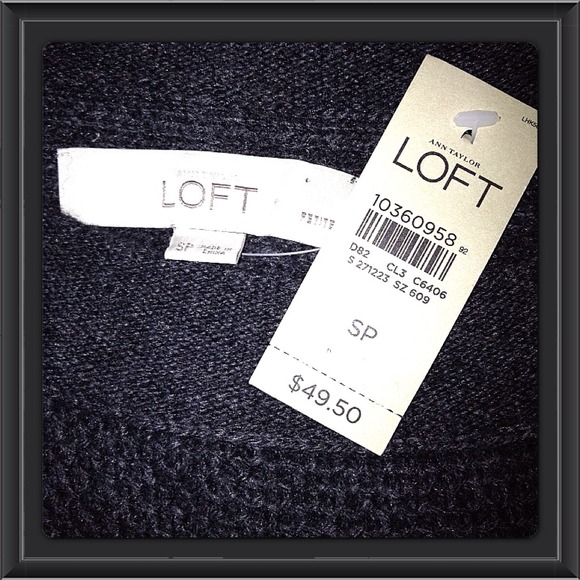 LOFT
PETITE
SP MADE IN
CHINA
ANN TAYLOR
LOFT
10360958 92
D82 CL3 C6406
S 271223 SZ 609
SP
$49.50